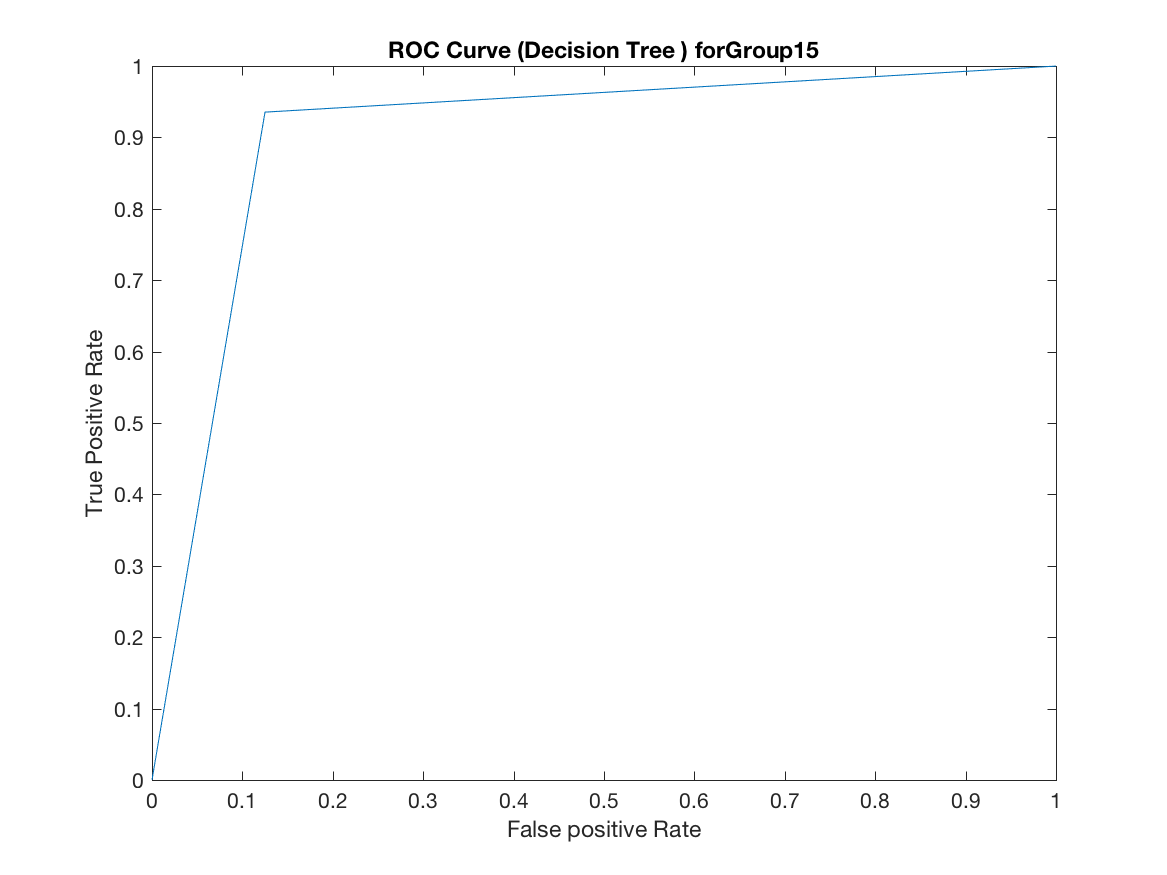 ROC Curve (Decision Tree ) forGroup15
1
0.9
0.8
0.7
0.6
0.5
0.4
0.3
0.2
0.1
0
True Positive Rate
0 0.1 0.2 0.3 0.4 0.5 0.6 0.7 0.8 0.9 1
False positive Rate